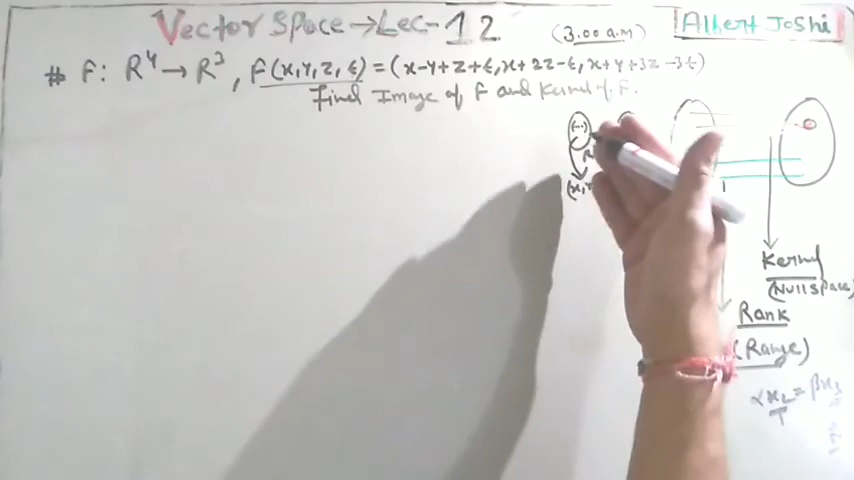 Vector Space → Lec-12
(3.00 a.m)
Albert Joshi
# F: R⁴ → R³, F(x,y,z,t) = (x-y+z+t, x+2z-t, x+y+3z-3t)
Find Image of F and Kernel of F.
Kernel
(Null space)
Rank
(Range)